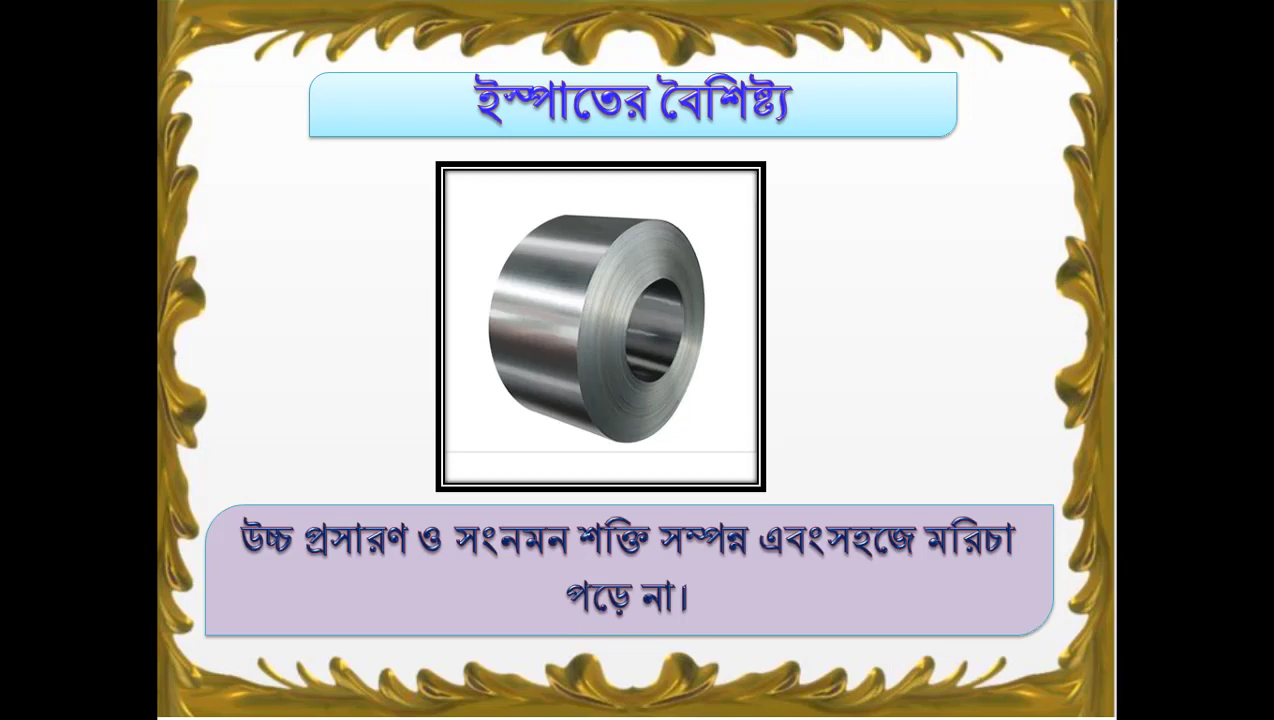 ইস্পাতের বৈশিষ্ট্য
উচ্চ প্রসারণ ও সংনমন শক্তি সম্পন্ন এবংসহজে মরিচা
পড়ে না।